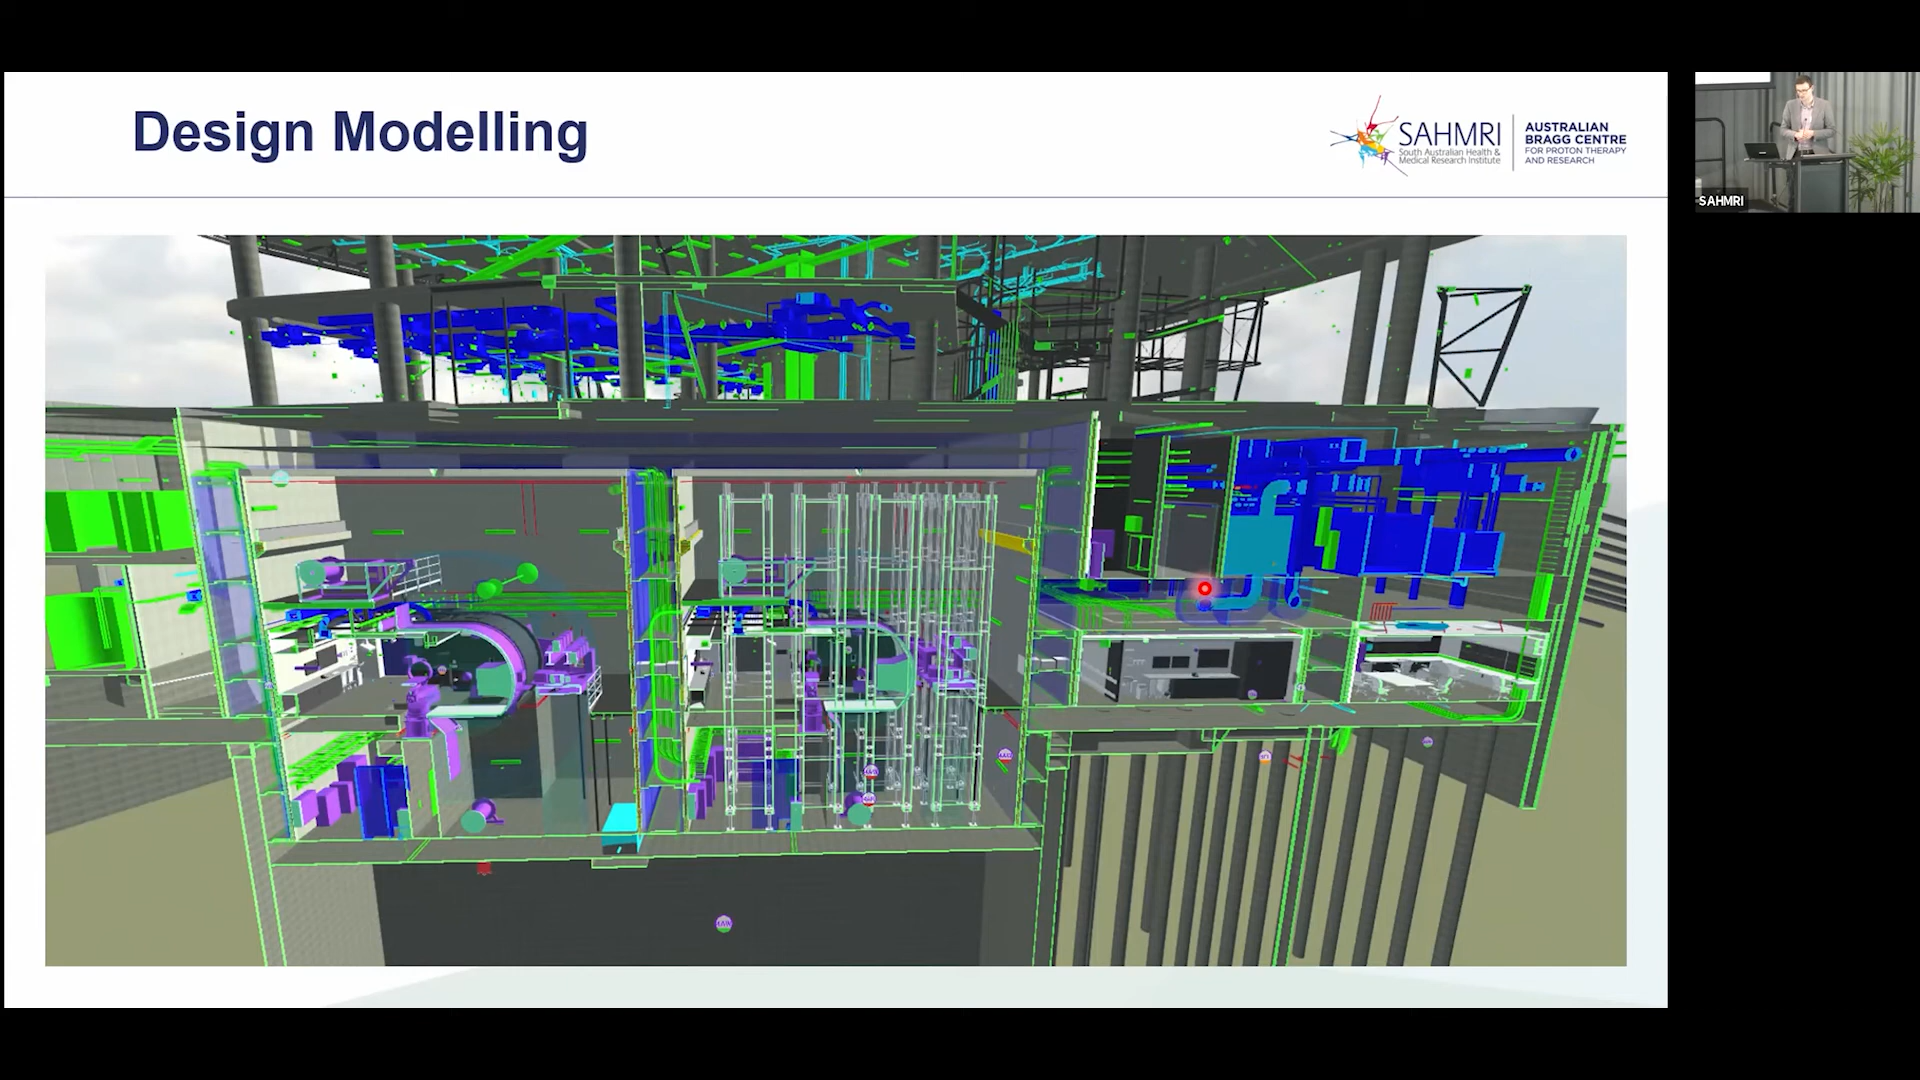 Design Modelling
SAHMRI
South Australian Health &
Medical Research Institute
AUSTRALIAN
BRAGG CENTRE
FOR PROTON THERAPY
AND RESEARCH
SAHMRI